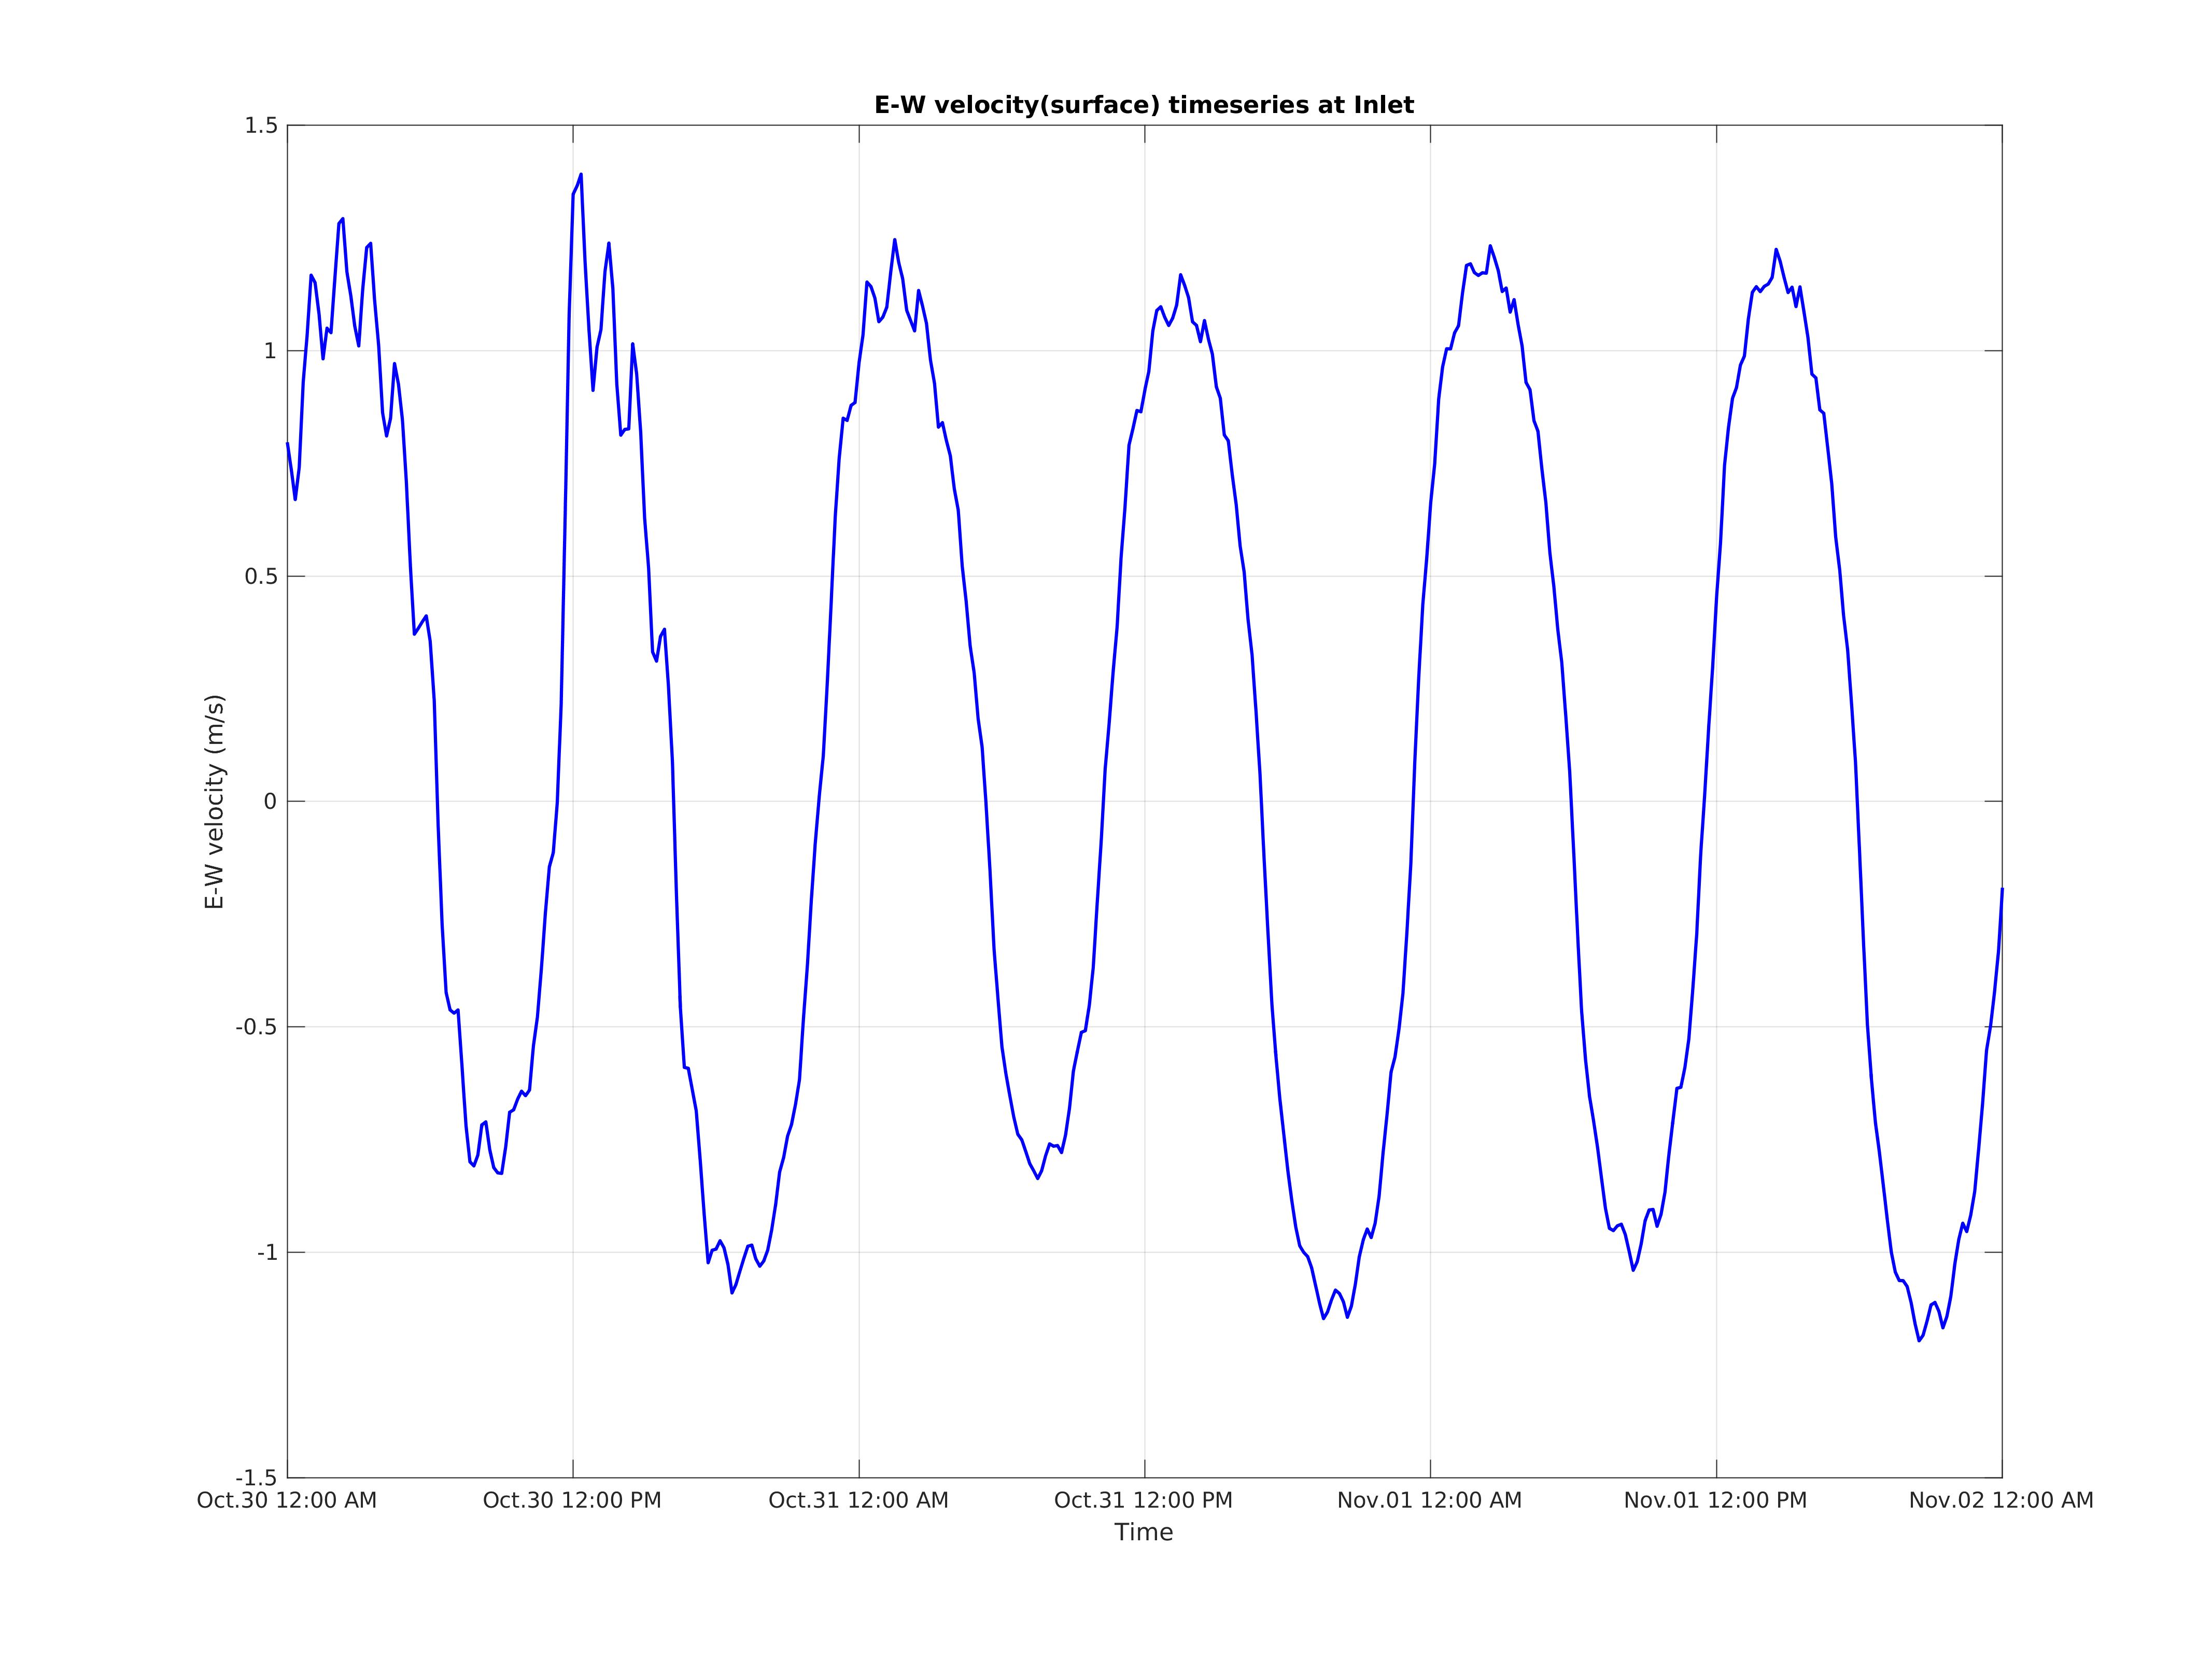 E-W velocity(surface) timeseries at Inlet
1.5
1
0.5
0
-0.5
-1
-1.5
E-W velocity (m/s)
Oct.30 12:00 AM Oct.30 12:00 PM Oct.31 12:00 AM Oct.31 12:00 PM Nov.01 12:00 AM Nov.01 12:00 PM Nov.02 12:00 AM
Time